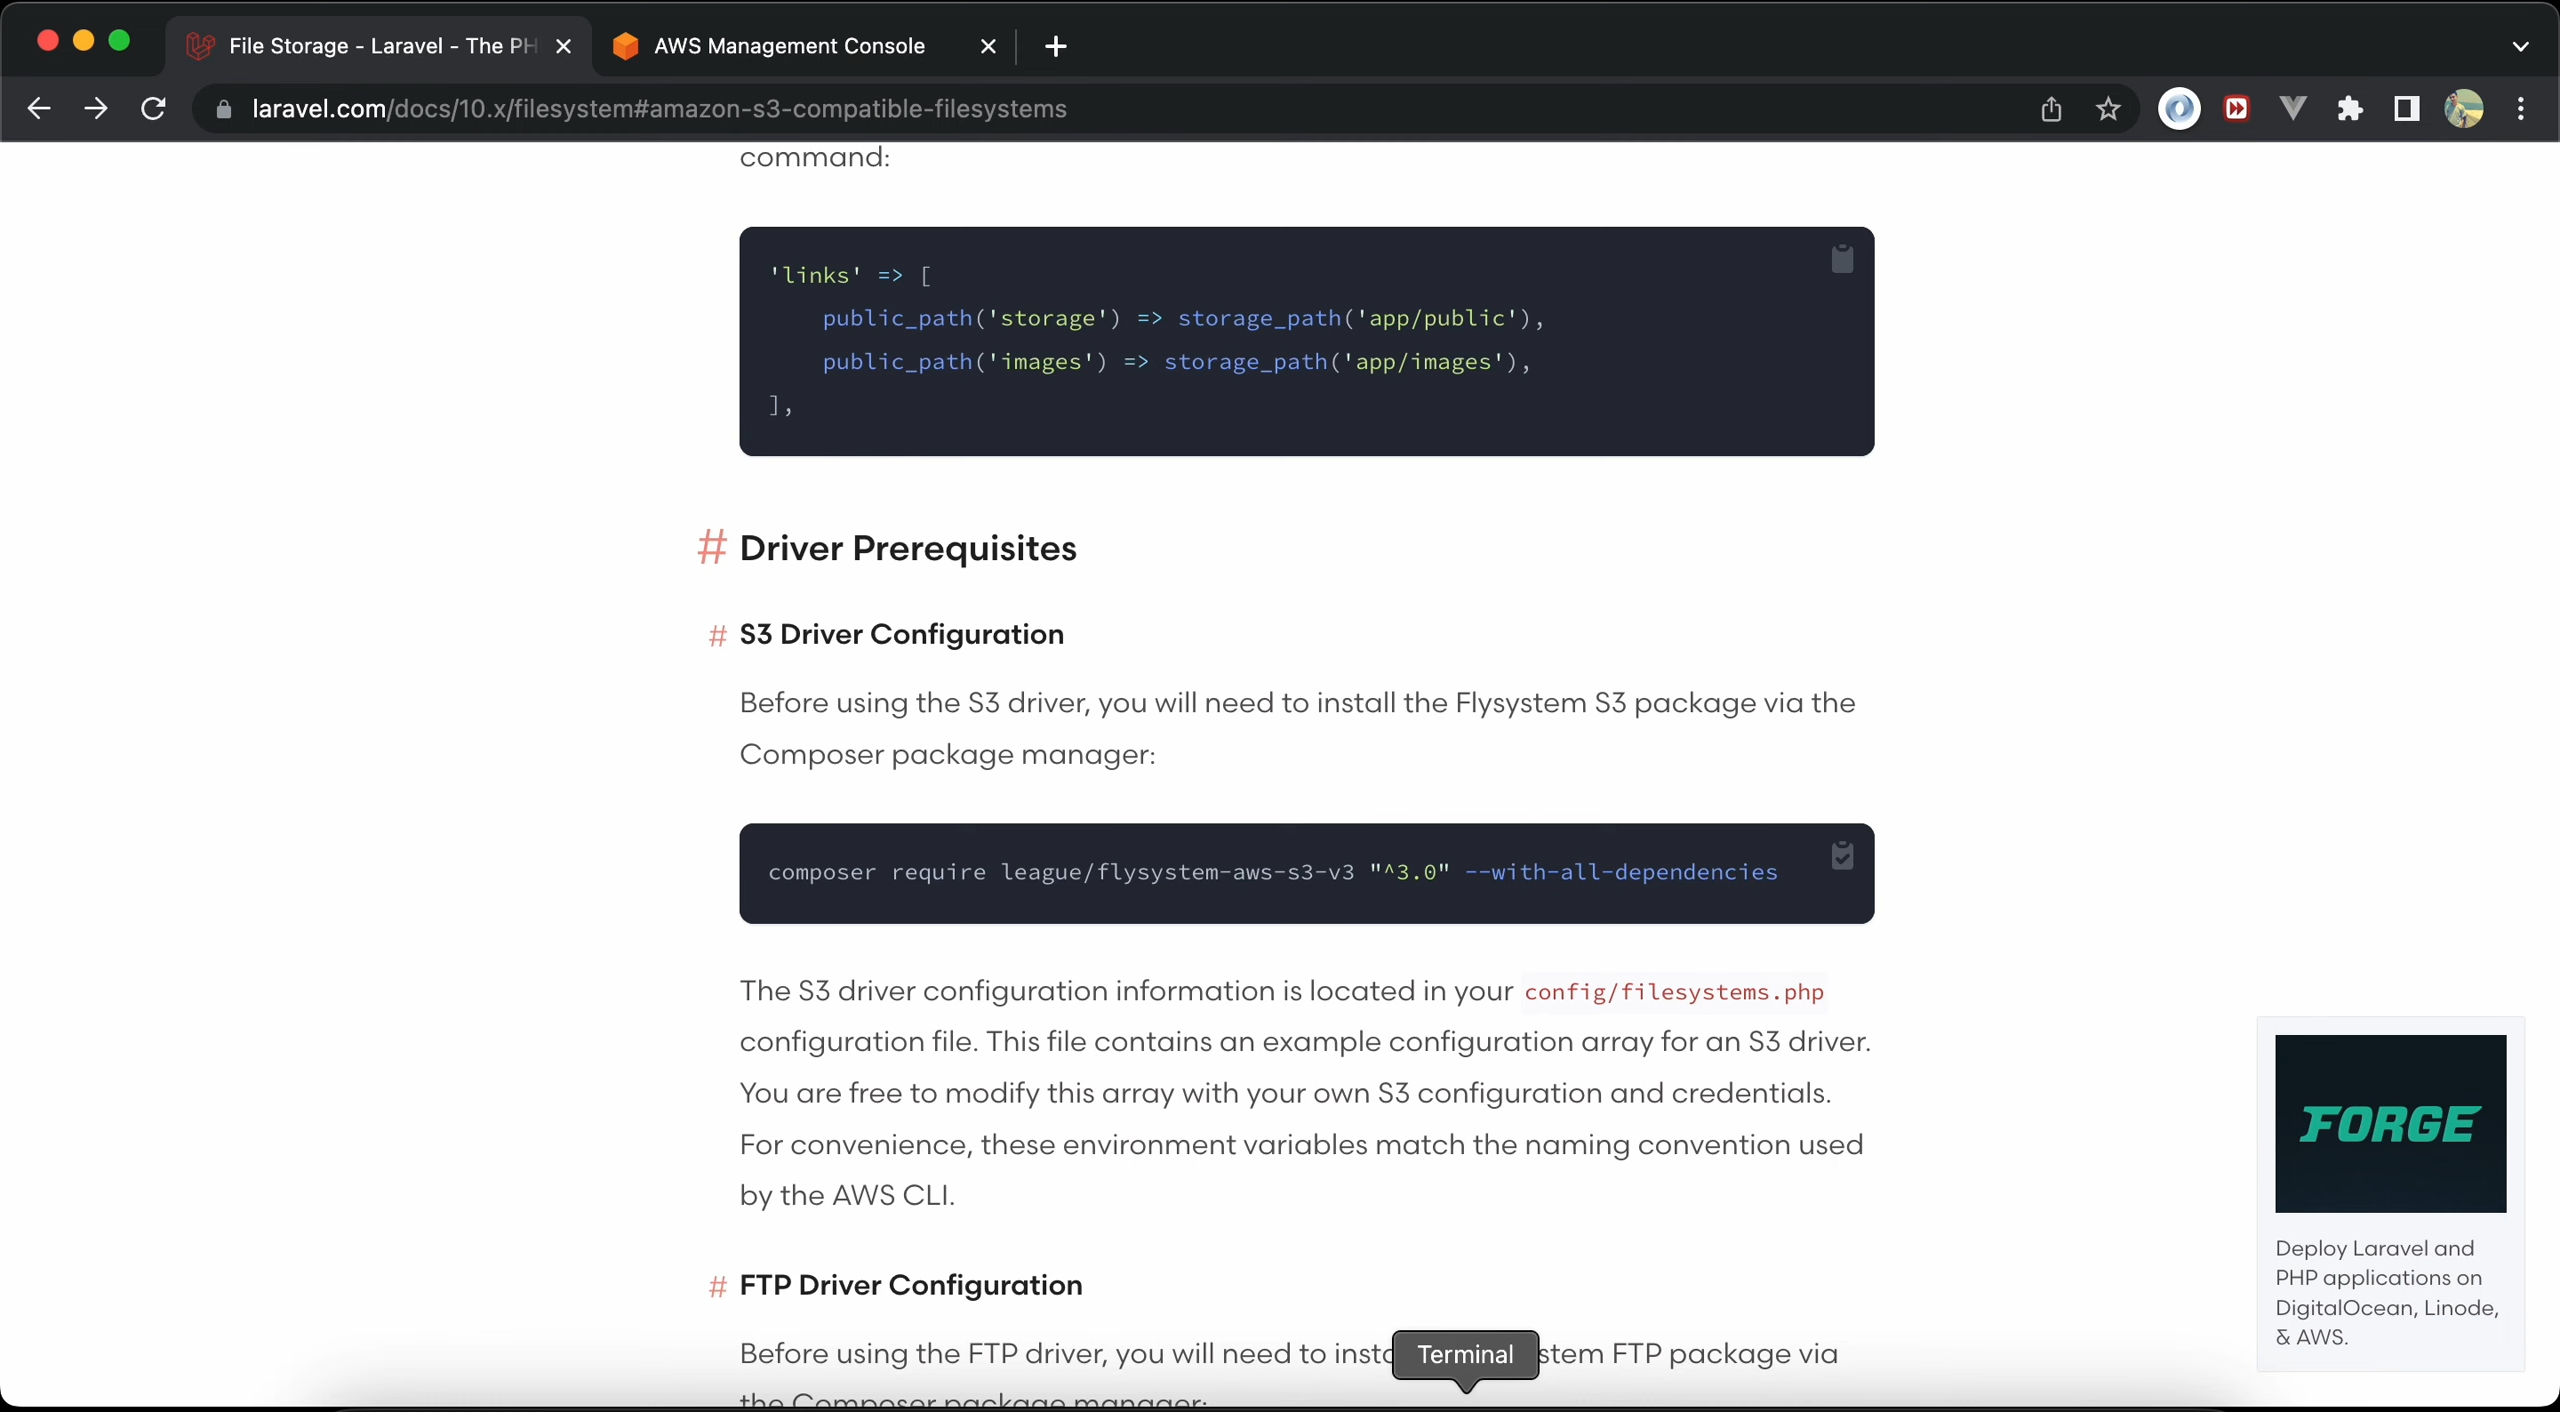 File Storage - Laravel - The PH
AWS Management Console
laravel.com/docs/10.x/filesystem#amazon-s3-compatible-filesystems
command:
'links' => [
    public_path('storage') => storage_path('app/public'),
    public_path('images') => storage_path('app/images'),
],
# Driver Prerequisites
# S3 Driver Configuration
Before using the S3 driver, you will need to install the Flysystem S3 package via the
Composer package manager:
composer require league/flysystem-aws-s3-v3 "^3.0" --with-all-dependencies
The S3 driver configuration information is located in your config/filesystems.php
configuration file. This file contains an example configuration array for an S3 driver.
You are free to modify this array with your own S3 configuration and credentials.
For convenience, these environment variables match the naming convention used
by the AWS CLI.
# FTP Driver Configuration
Before using the FTP driver, you will need to insta Terminal stem FTP package via
the Composer package manager:
FORGE
Deploy Laravel and
PHP applications on
DigitalOcean, Linode,
& AWS.